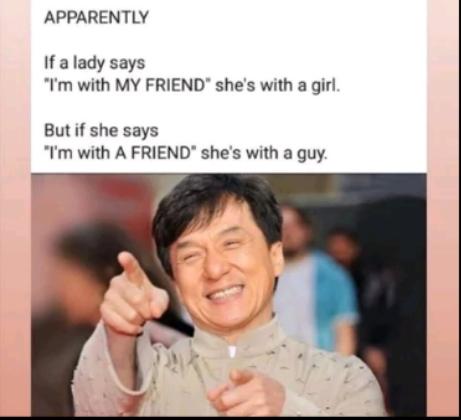 APPARENTLY
If a lady says
"I'm with MY FRIEND" she's with a girl.
But if she says
"I'm with A FRIEND" she's with a guy.